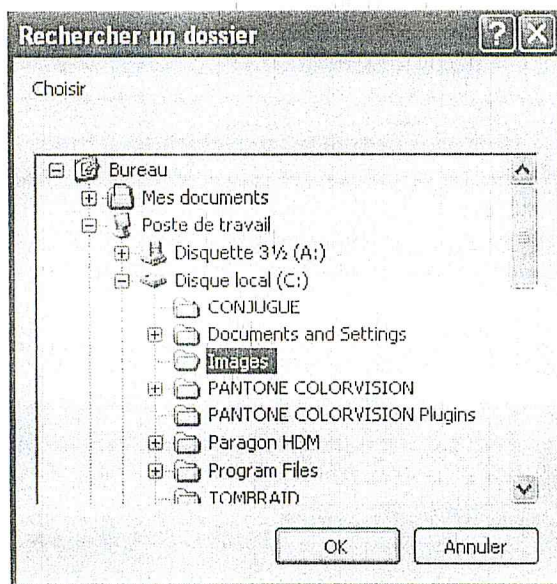 Rechercher un dossier
Choisir
Bureau
Mes documents
Poste de travail
Disquette 3½ (A:)
Disque local (C:)
CONJUGUE
Documents and Settings
Images
PANTONE COLORVISION
PANTONE COLORVISION Plugins
Paragon HDM
Program Files
TOMBRAID
OK Annuler